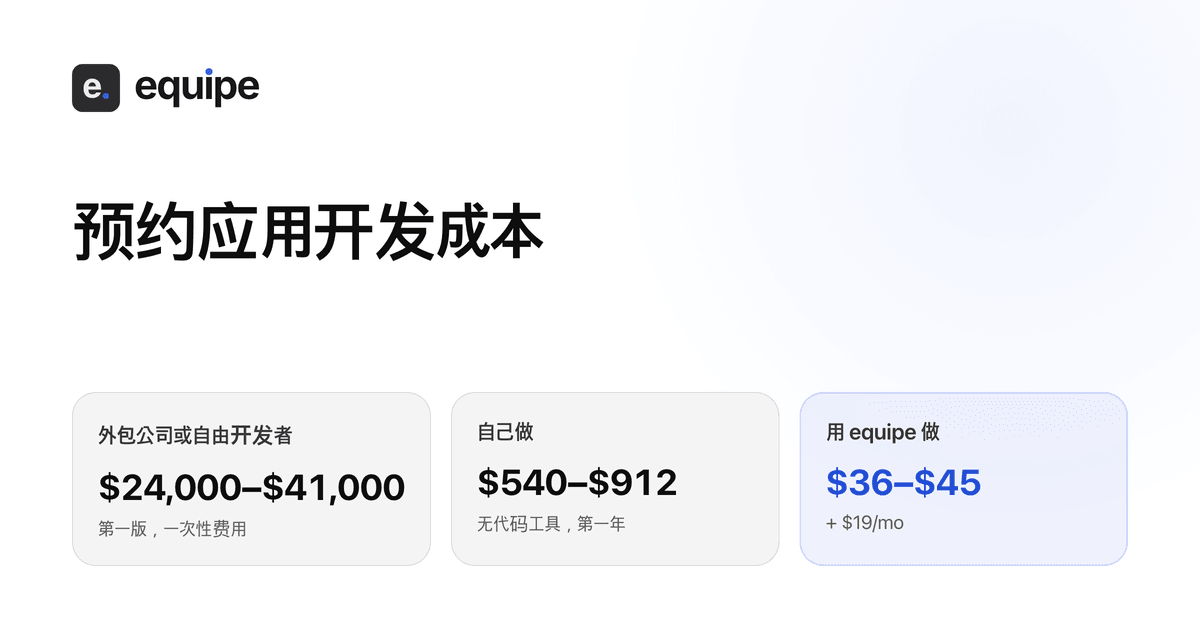 e.
equipe
预约应用开发成本
外包公司或自由开发者
$24,000–$41,000
第一版，一次性费用
自己做
$540–$912
无代码工具，第一年
用 equipe 做
$36–$45
+ $19/mo